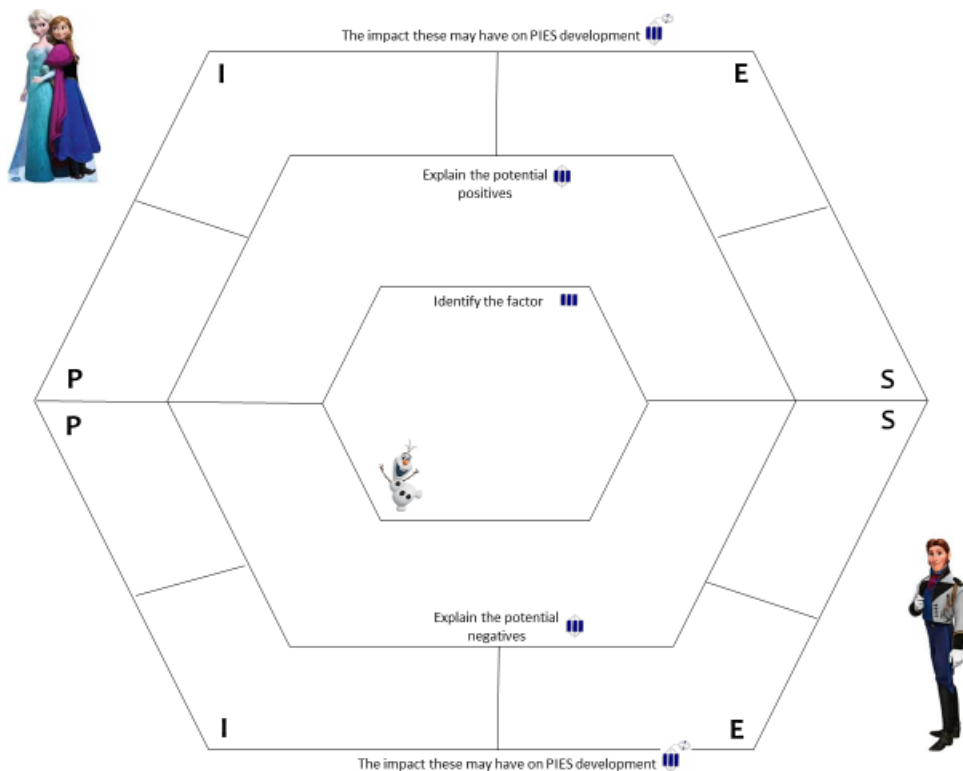 The impact these may have on PIES development
I
E
Explain the potential
positives
Identify the factor
P
S
P
S
Explain the potential
negatives
I
E
The impact these may have on PIES development